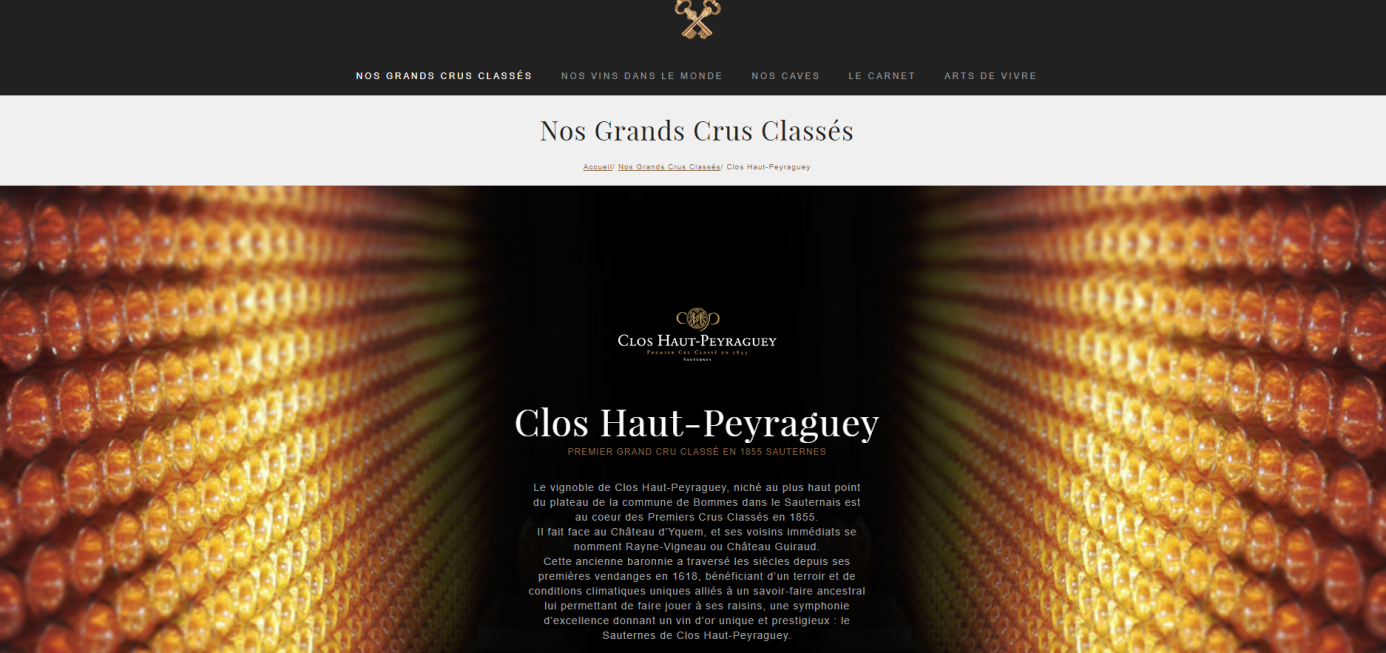 NOS GRANDS CRUS CLASSÉS NOS VINS DANS LE MONDE NOS CAVES LE CARNET ARTS DE VIVRE
Nos Grands Crus Classés
Accueil/ Nos Grands Crus Classés/ Clos Haut-Peyraguey
Clos Haut-Peyraguey
Premier Cru Classé en 1855
Sauternes
Clos Haut-Peyraguey
PREMIER GRAND CRU CLASSÉ EN 1855 SAUTERNES
Le vignoble de Clos Haut-Peyraguey, niché au plus haut point
du plateau de la commune de Bommes dans le Sauternais est
au coeur des Premiers Crus Classés en 1855.
Il fait face au Château d'Yquem, et ses voisins immédiats se
nomment Rayne-Vigneau ou Château Guiraud.
Cette ancienne baronnie a traversé les siècles depuis ses
premières vendanges en 1618, bénéficiant d'un terroir et de
conditions climatiques uniques alliés à un savoir-faire ancestral
lui permettant de faire jouer à ses raisins, une symphonie
d'excellence donnant un vin d'or unique et prestigieux : le
Sauternes de Clos Haut-Peyraguey.